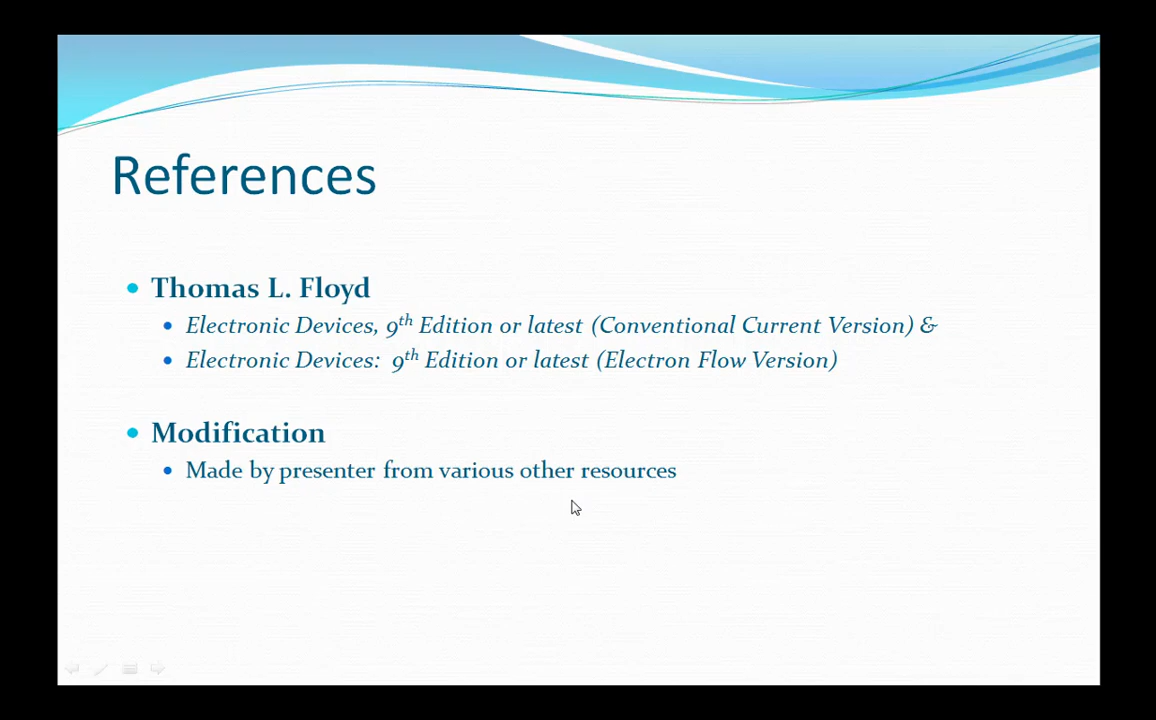 References
Thomas L. Floyd
Electronic Devices, 9th Edition or latest (Conventional Current Version) &
Electronic Devices: 9th Edition or latest (Electron Flow Version)
Modification
Made by presenter from various other resources